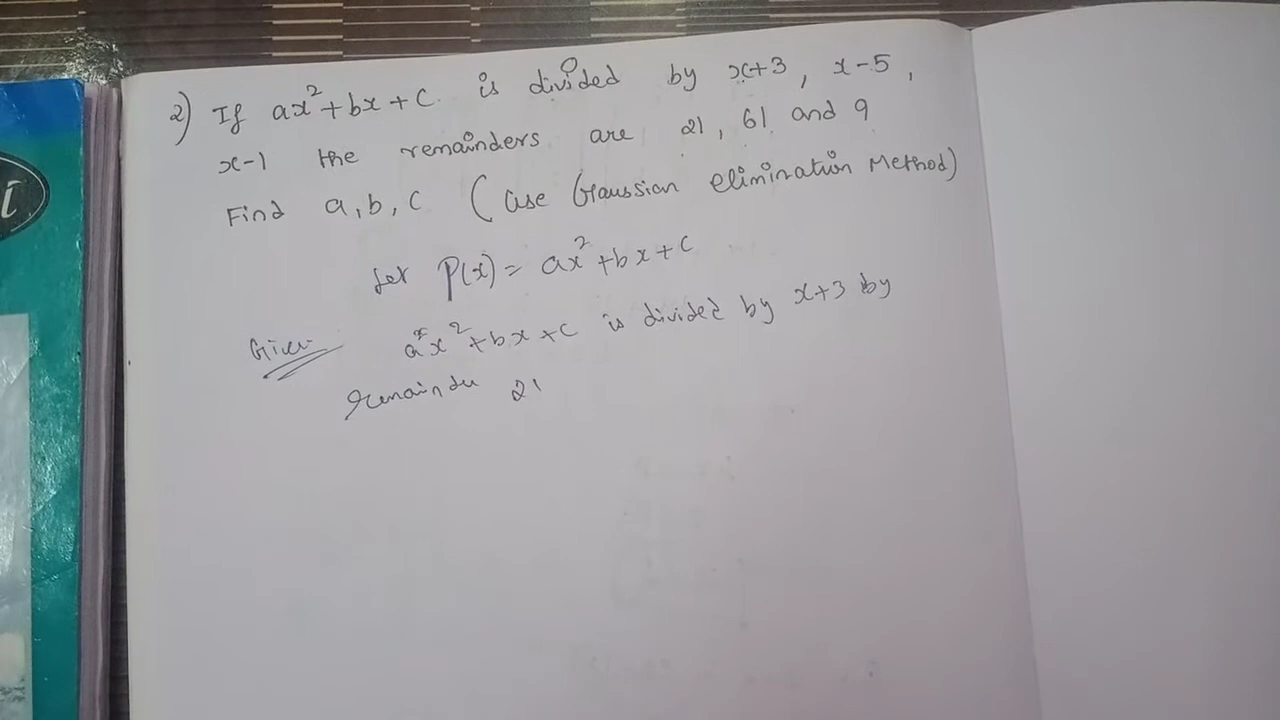 2) If ax²+bx+c is divided by x+3, x-5,
x-1 the remainders are 21, 61 and 9
Find a, b, c (Use Gaussian elimination Method)
Let P(x) = ax²+bx+c
Given ax²+bx+c is divided by x+3 by
remainder 21
i